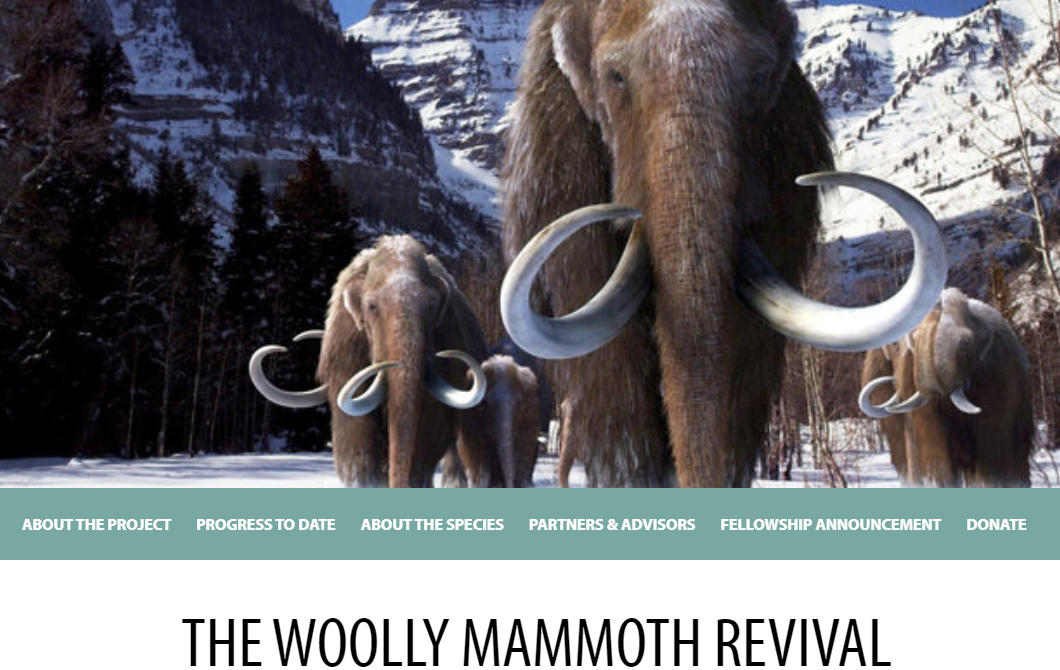 ABOUT THE PROJECT PROGRESS TO DATE ABOUT THE SPECIES PARTNERS & ADVISORS FELLOWSHIP ANNOUNCEMENT DONATE
THE WOOLLY MAMMOTH REVIVAL